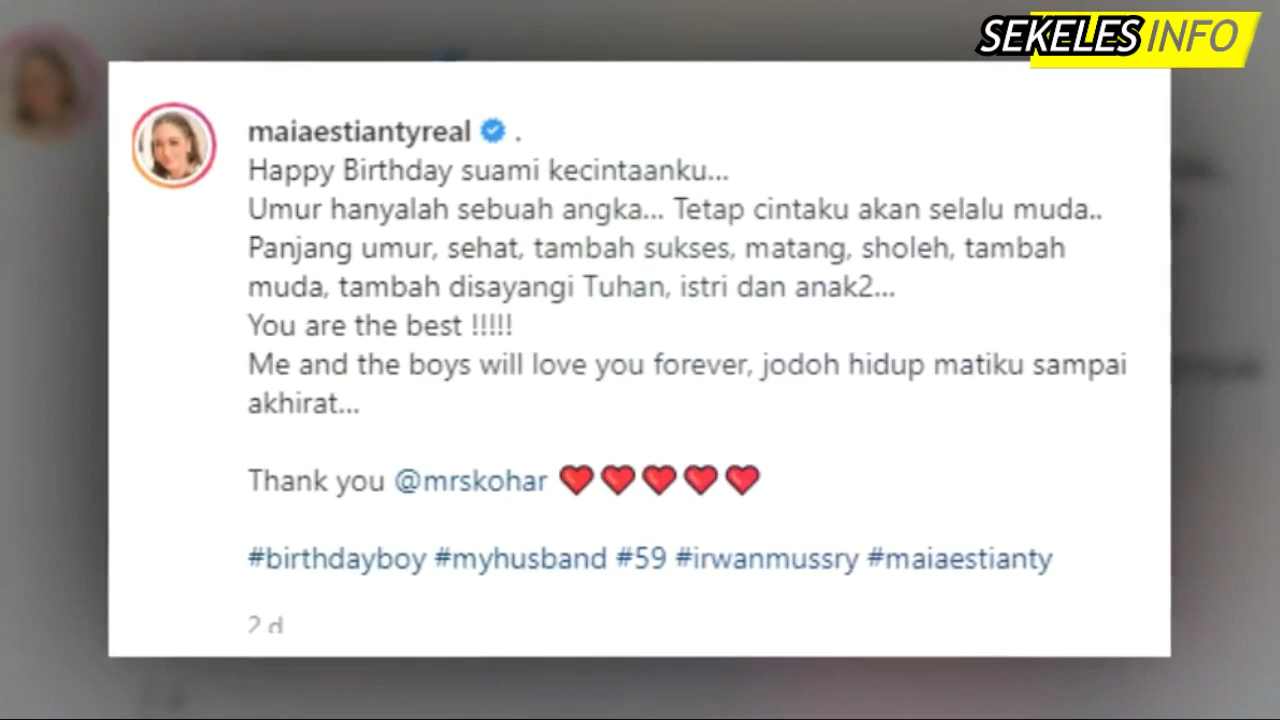 SEKELES INFO
maiaestiantyreal .
Happy Birthday suami kecintaanku...
Umur hanyalah sebuah angka... Tetap cintaku akan selalu muda..
Panjang umur, sehat, tambah sukses, matang, sholeh, tambah
muda, tambah disayangi Tuhan, istri dan anak2...
You are the best !!!!!
Me and the boys will love you forever, jodoh hidup matiku sampai
akhirat...
Thank you @mrskohar ❤❤❤❤❤
#birthdayboy #myhusband #59 #irwanmussry #maiaestianty
2 d